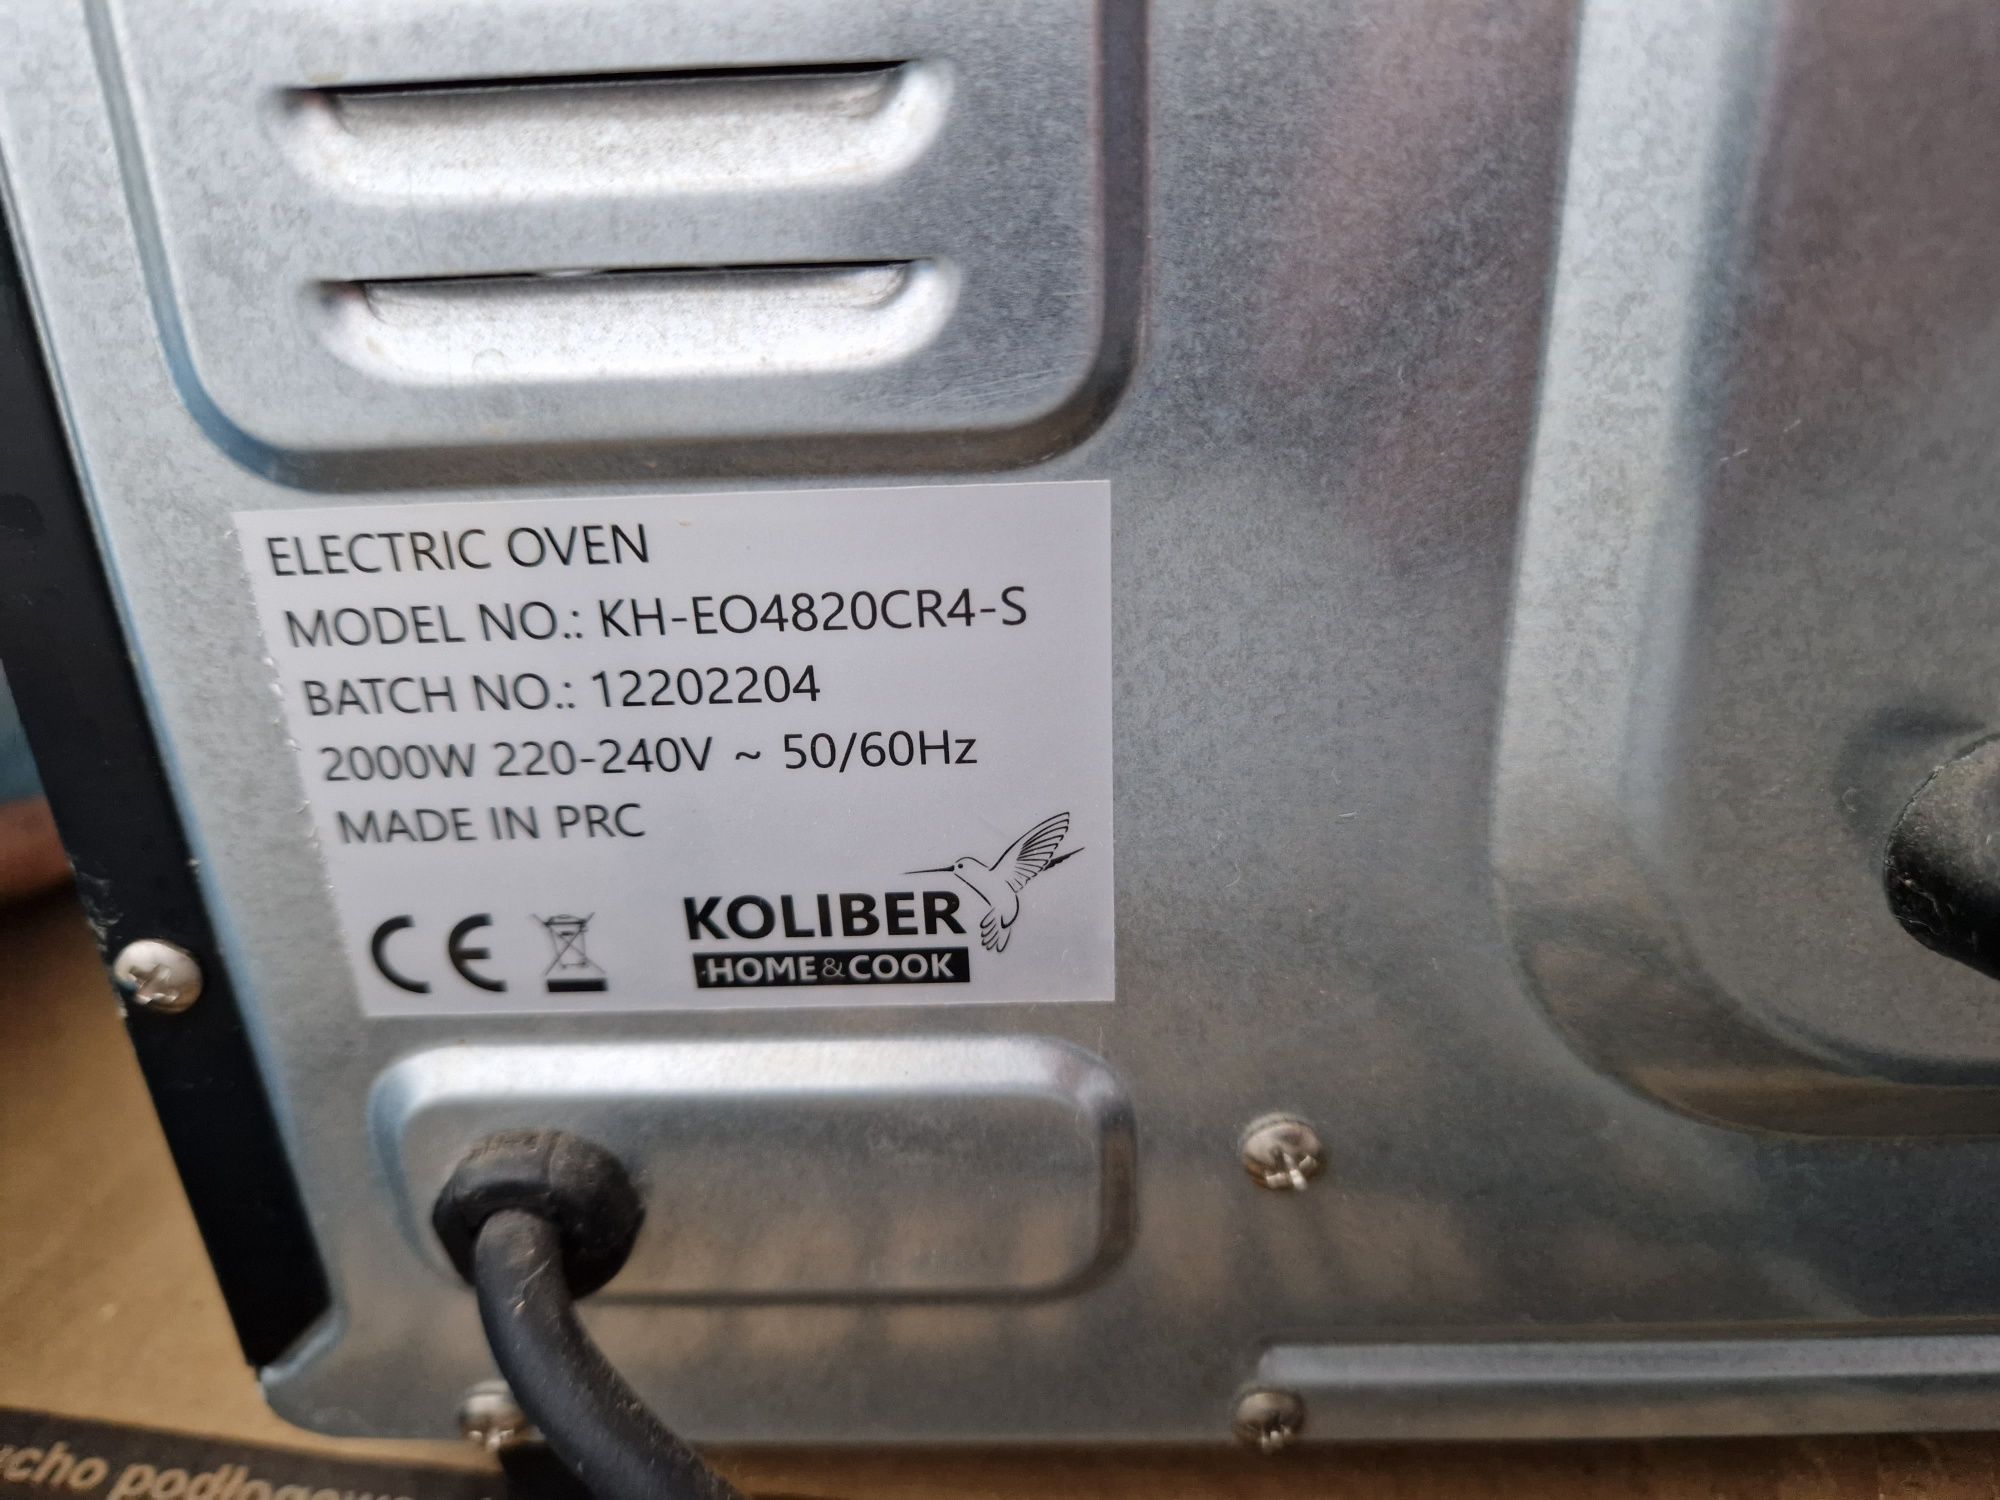 ELECTRIC OVEN
MODEL NO.: KH-EO4820CR4-S
BATCH NO.: 12202204
2000W 220-240V ~ 50/60Hz
MADE IN PRC
CE
KOLIBER
HOME&COOK